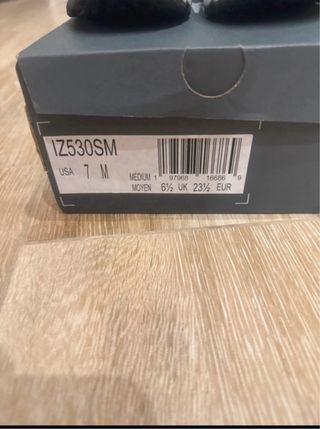 IZ530SM
USA 7 M MEDIUM 1 97968 16686 9
MOYEN 6½ UK 23½ EUR